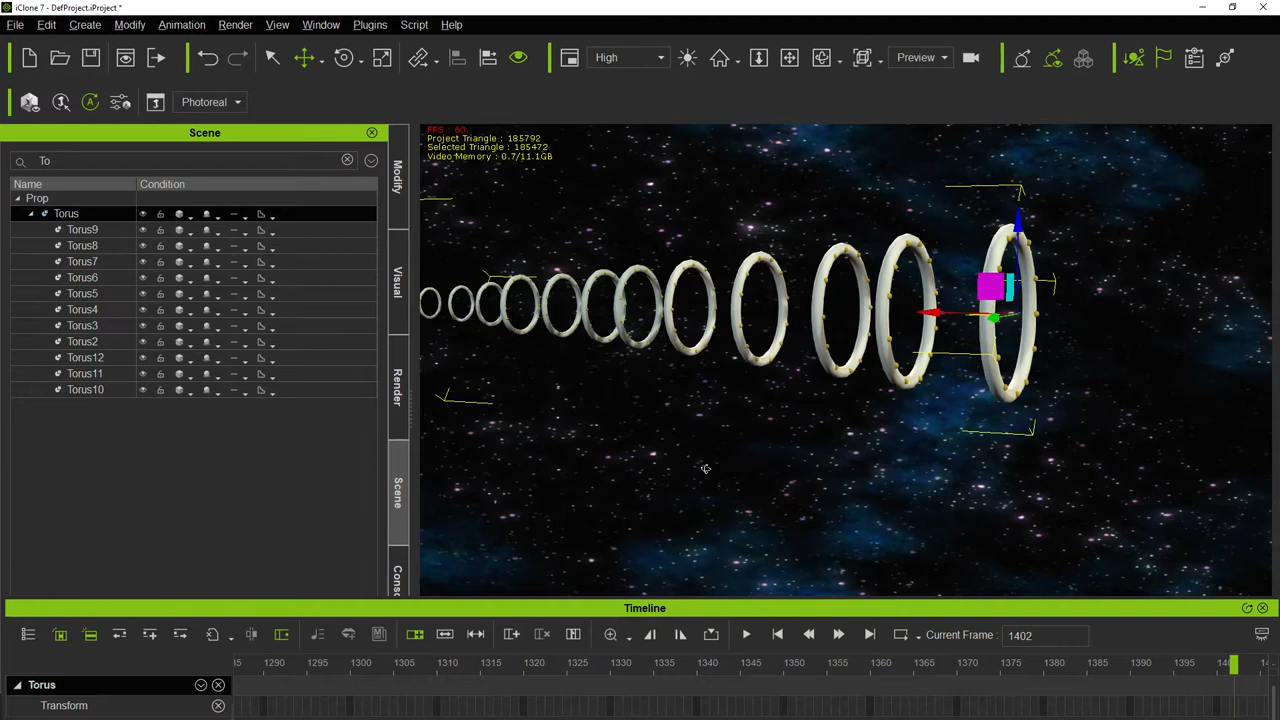 iClone 7 - DefProject.iProject *
File Edit Create Modify Animation Render View Window Plugins Script Help
High
Preview
Photoreal
Scene
To
Name Condition
Prop
Torus
Torus9
Torus8
Torus7
Torus6
Torus5
Torus4
Torus3
Torus2
Torus12
Torus11
Torus10
Modify
Visual
Render
Scene
Consc
FPS : 60
Project Triangle : 185792
Selected Triangle : 185472
Video Memory : 0.7/11.1GB
Timeline
Current Frame : 1402
1290 1295 1300 1305 1310 1315 1320 1325 1330 1335 1340 1345 1350 1355 1360 1365 1370 1375 1380 1385 1390 1395
Torus
Transform